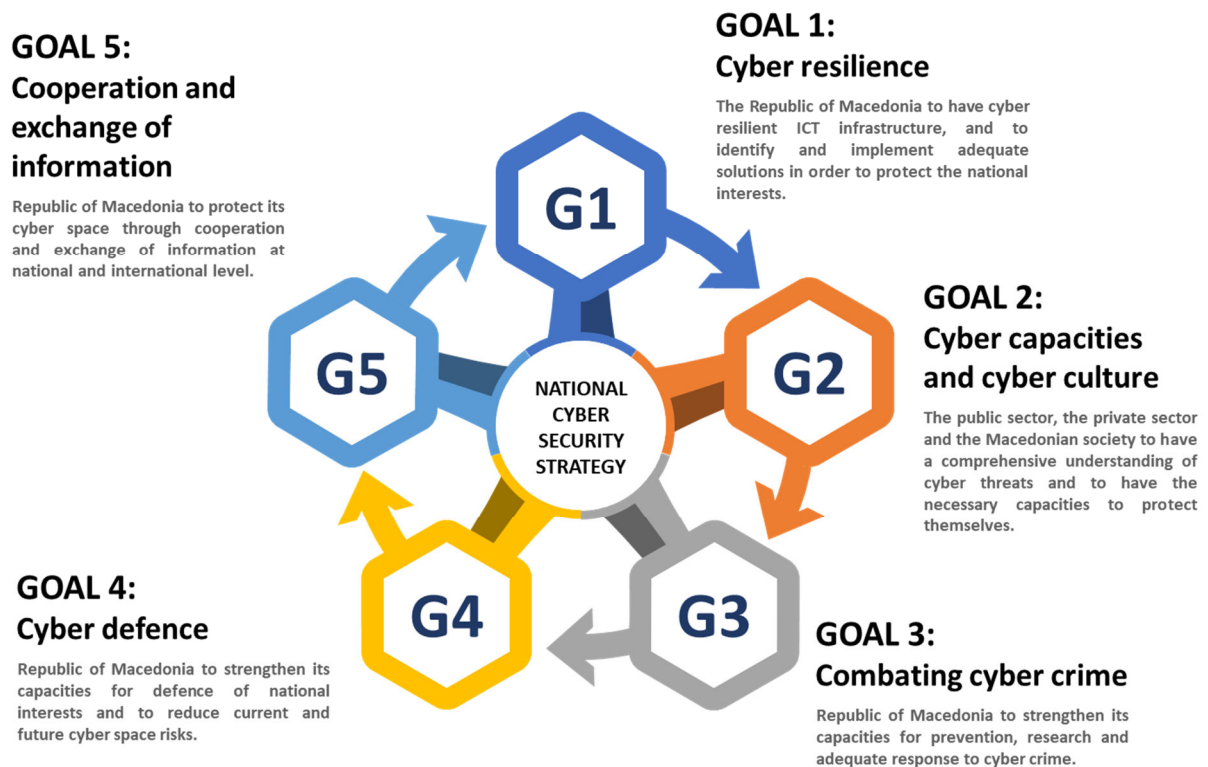 GOAL 1:
Cyber resilience
The Republic of Macedonia to have cyber
resilient ICT infrastructure, and to
identify and implement adequate
solutions in order to protect the national
interests.
GOAL 2:
Cyber capacities
and cyber culture
The public sector, the private sector
and the Macedonian society to have
a comprehensive understanding of
cyber threats and to have the
necessary capacities to protect
themselves.
GOAL 3:
Combating cyber crime
Republic of Macedonia to strengthen its
capacities for prevention, research and
adequate response to cyber crime.
GOAL 4:
Cyber defence
Republic of Macedonia to strengthen its
capacities for defence of national
interests and to reduce current and
future cyber space risks.
GOAL 5:
Cooperation and
exchange of
information
Republic of Macedonia to protect its
cyber space through cooperation
and exchange of information at
national and international level.
G1
G2
G3
G4
G5
NATIONAL
CYBER
SECURITY
STRATEGY